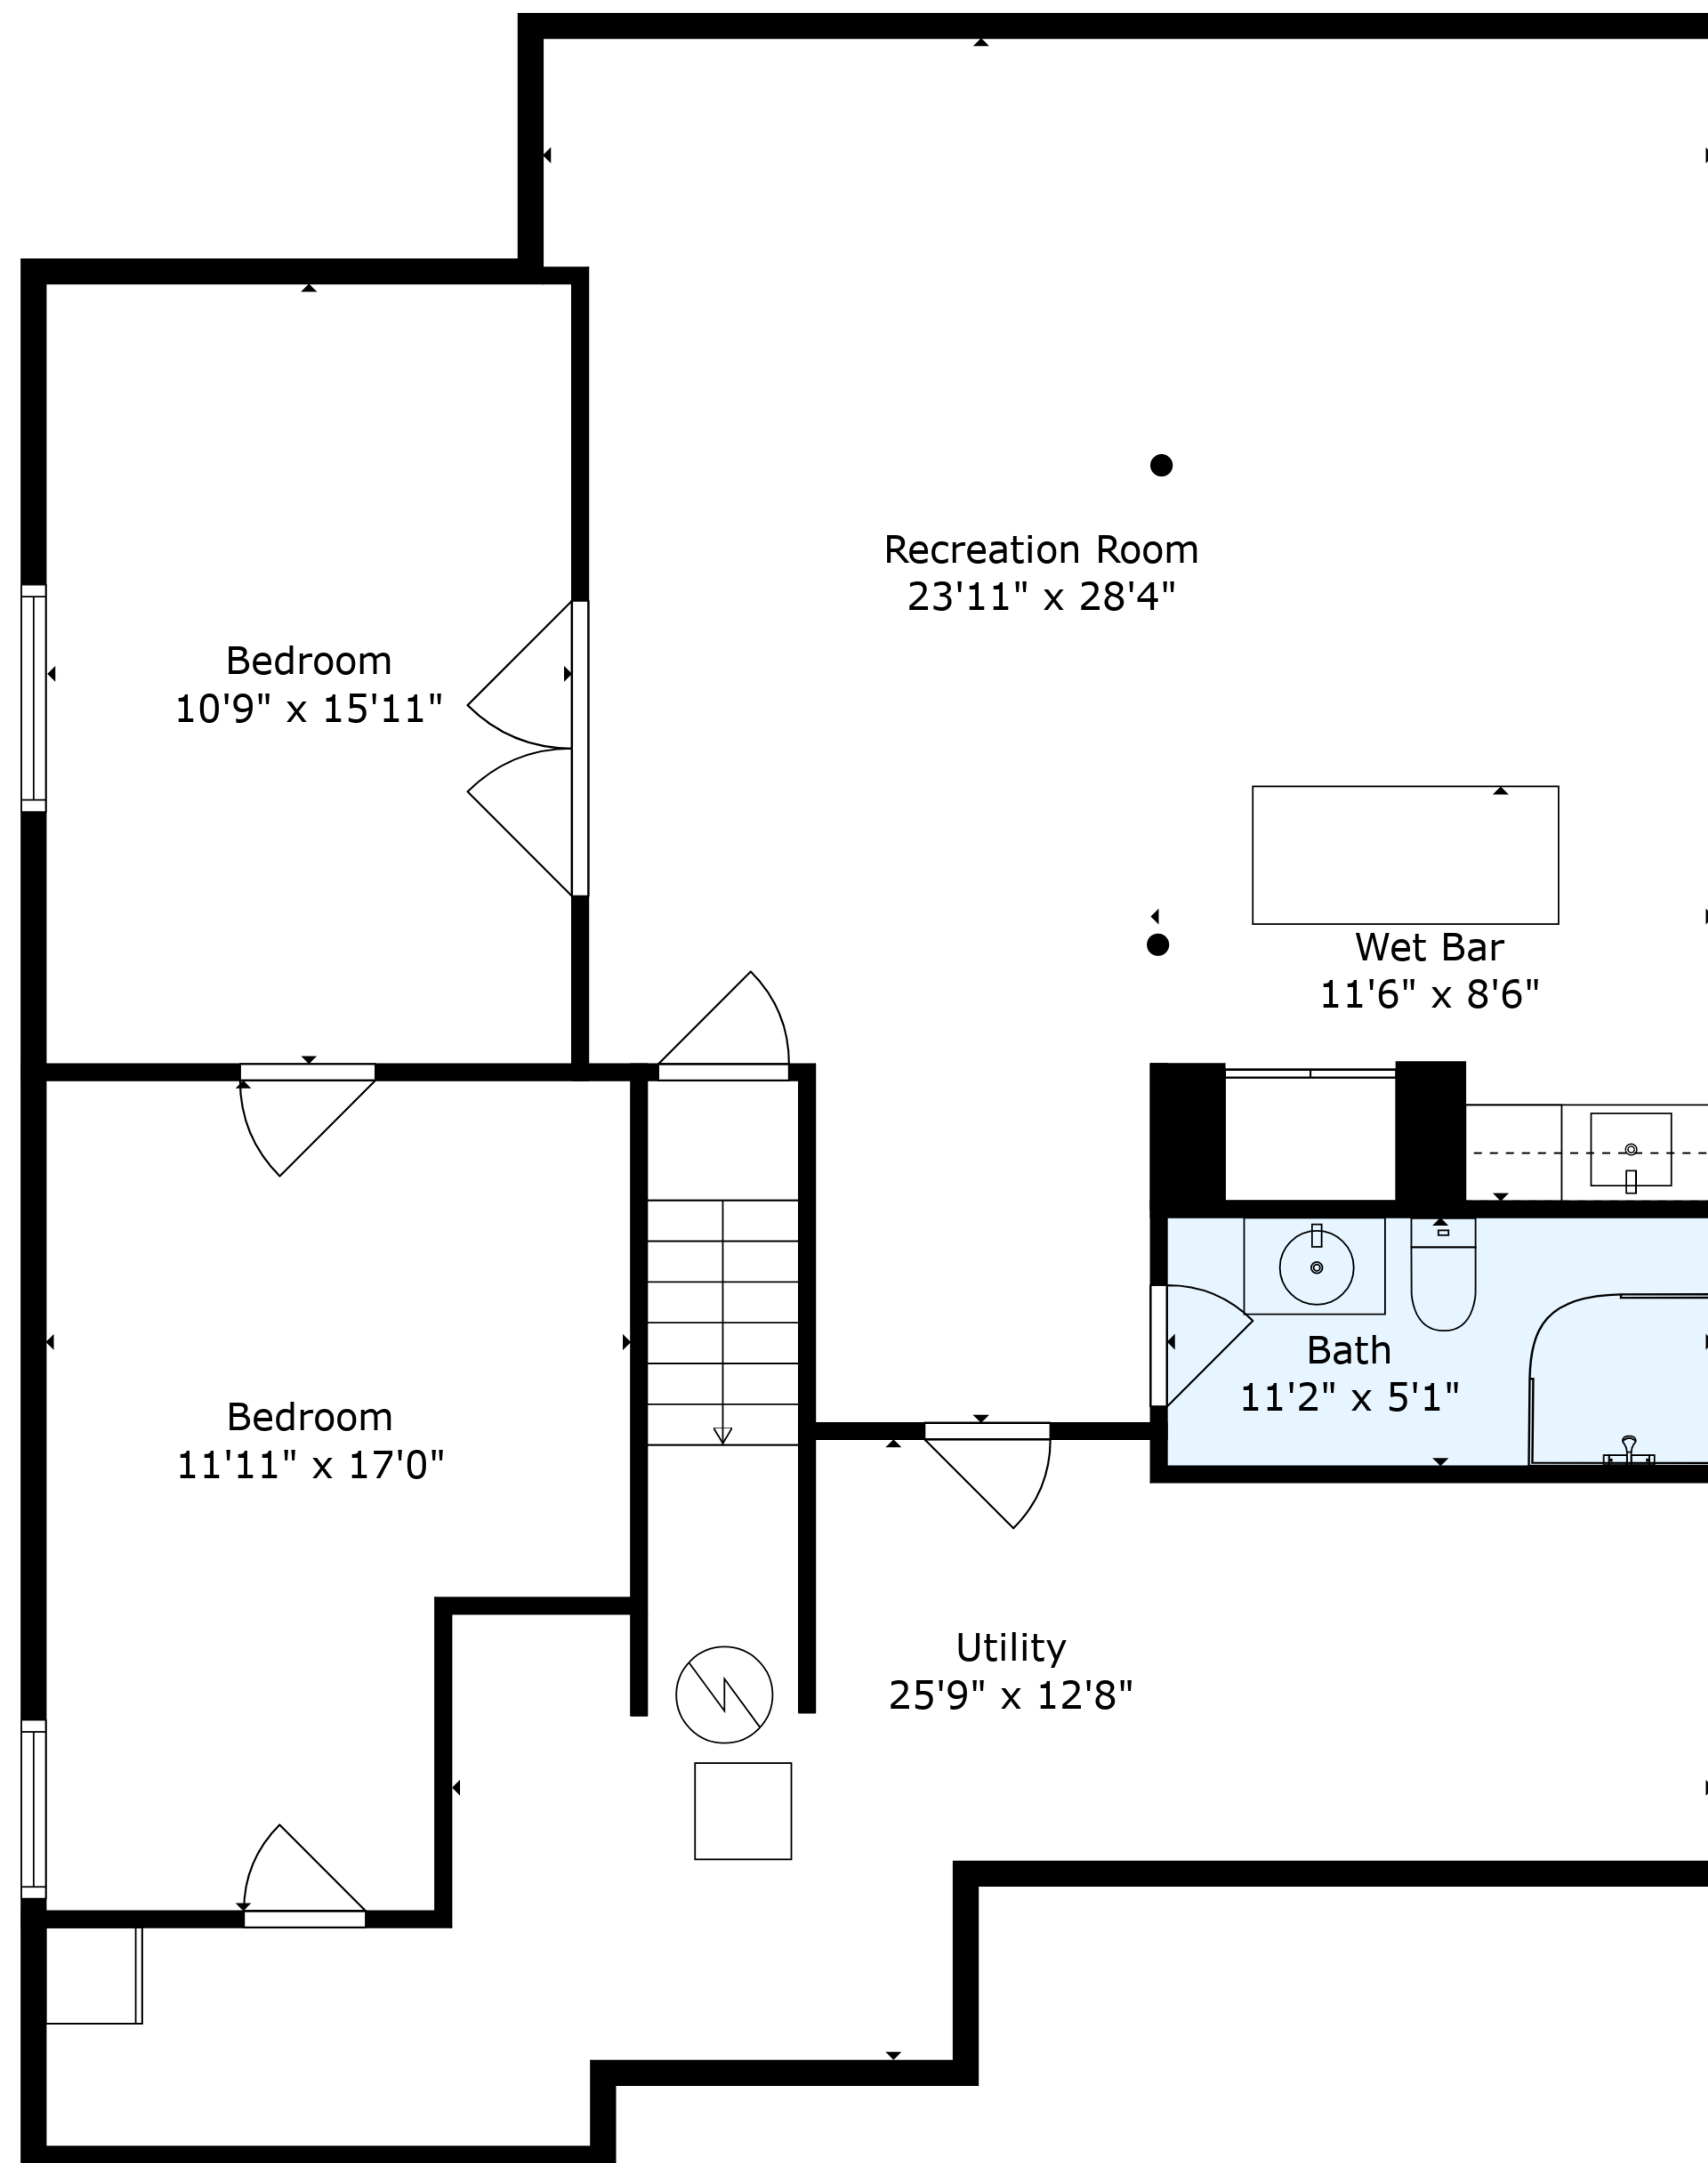 Recreation Room
23'11" x 28'4"
Bedroom
10'9" x 15'11"
Wet Bar
11'6" x 8'6"
Bath
11'2" x 5'1"
Bedroom
11'11" x 17'0"
Utility
25'9" x 12'8"